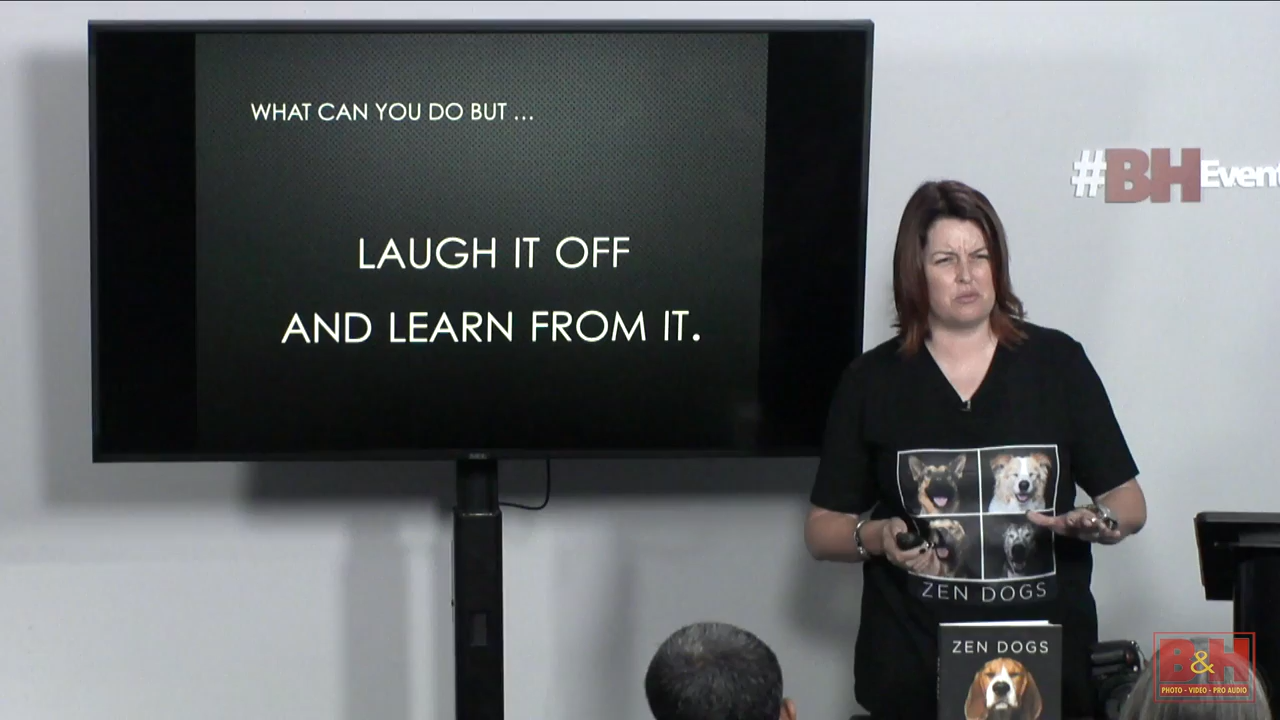 WHAT CAN YOU DO BUT ...
LAUGH IT OFF
AND LEARN FROM IT.
#BHEvent
ZEN DOGS
ZEN DOGS
B&H
PHOTO - VIDEO - PRO AUDIO